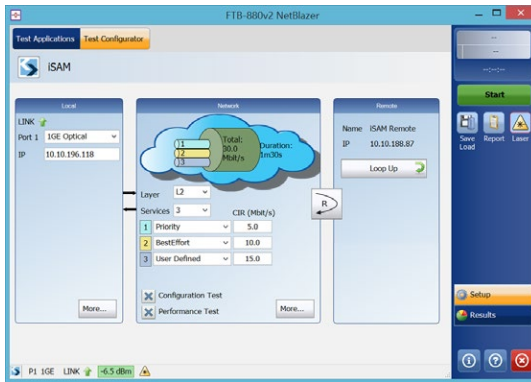 FTB-880v2 NetBlazer
Test Applications
Test Configurator
iSAM
Local
LINK
Port 1 1GE Optical
IP 10.10.196.118
More...
Network
1
2
3
Total:
30.0
Mbit/s
Duration:
1m30s
Layer L2
Services 3
CIR (Mbit/s)
1 Priority 5.0
2 BestEffort 10.0
3 User Defined 15.0
Configuration Test
Performance Test
More...
R
Remote
Name iSAM Remote
IP 10.10.188.87
Loop Up
--
--
--:--:--
Start
Save
Load
Report
Laser
Setup
Results
P1 1GE LINK -6.5 dBm